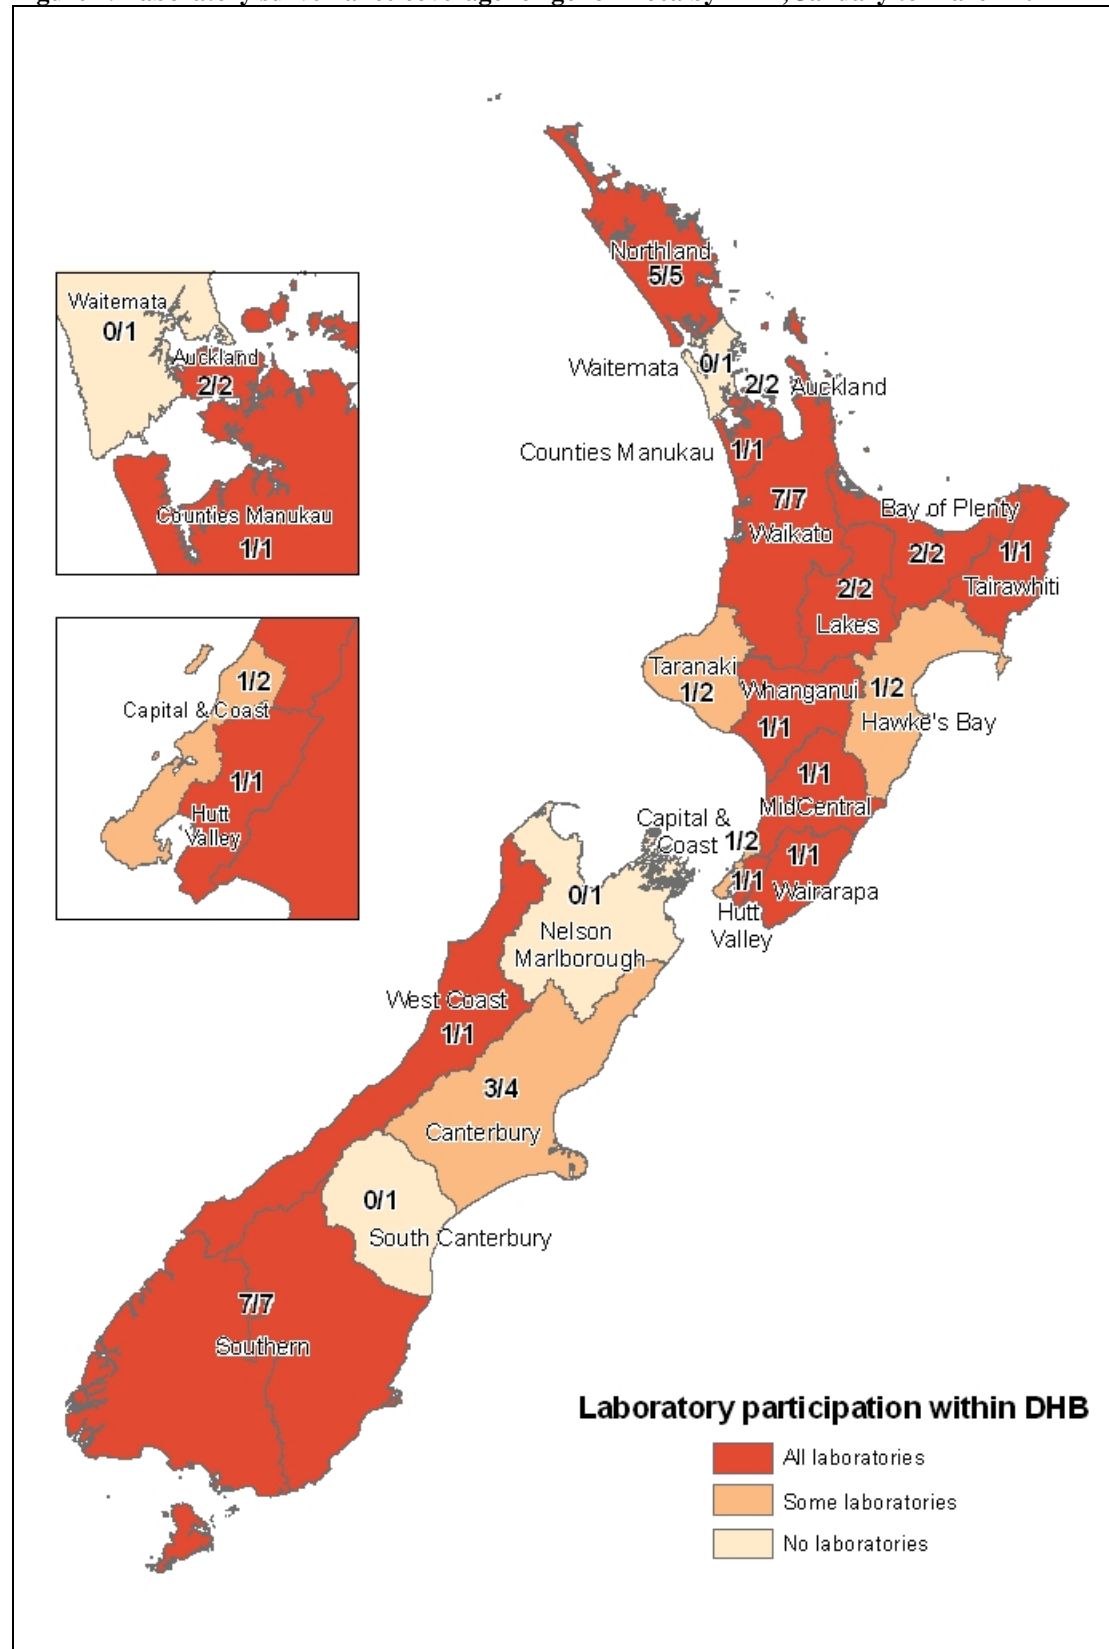 Northland
5/5
Waitemata
0/1
2/2 Auckland
Counties Manukau
1/1
7/7
Waikato
Bay of Plenty
2/2
1/1
Tairawhiti
2/2
Lakes
Taranaki
1/2
Whanganui
1/1
1/2
Hawke's Bay
1/1
MidCentral
Capital &
Coast 1/2
1/1
Wairarapa
1/1
Hutt
Valley
0/1
Nelson
Marlborough
West Coast
1/1
3/4
Canterbury
0/1
South Canterbury
7/7
Southern
Waitemata
0/1
Auckland
2/2
Counties Manukau
1/1
1/2
Capital & Coast
1/1
Hutt
Valley
Laboratory participation within DHB
All laboratories
Some laboratories
No laboratories